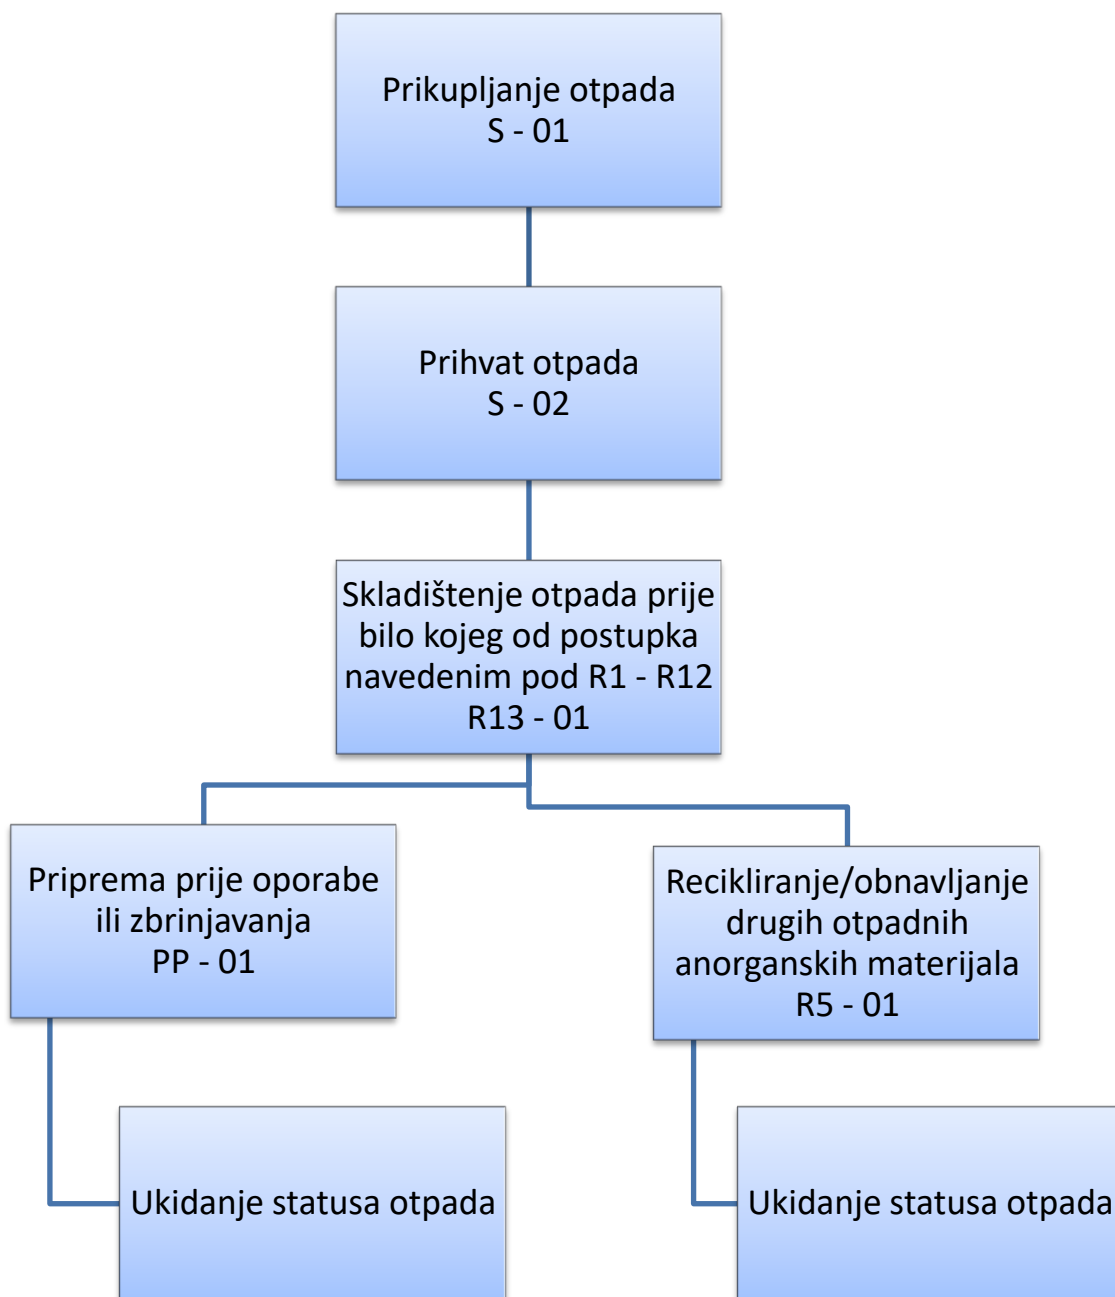 Prikupljanje otpada
S - 01
Prihvat otpada
S - 02
Skladištenje otpada prije
bilo kojeg od postupka
navedenim pod R1 - R12
R13 - 01
Priprema prije oporabe
ili zbrinjavanja
PP - 01
Recikliranje/obnavljanje
drugih otpadnih
anorganskih materijala
R5 - 01
Ukidanje statusa otpada
Ukidanje statusa otpada